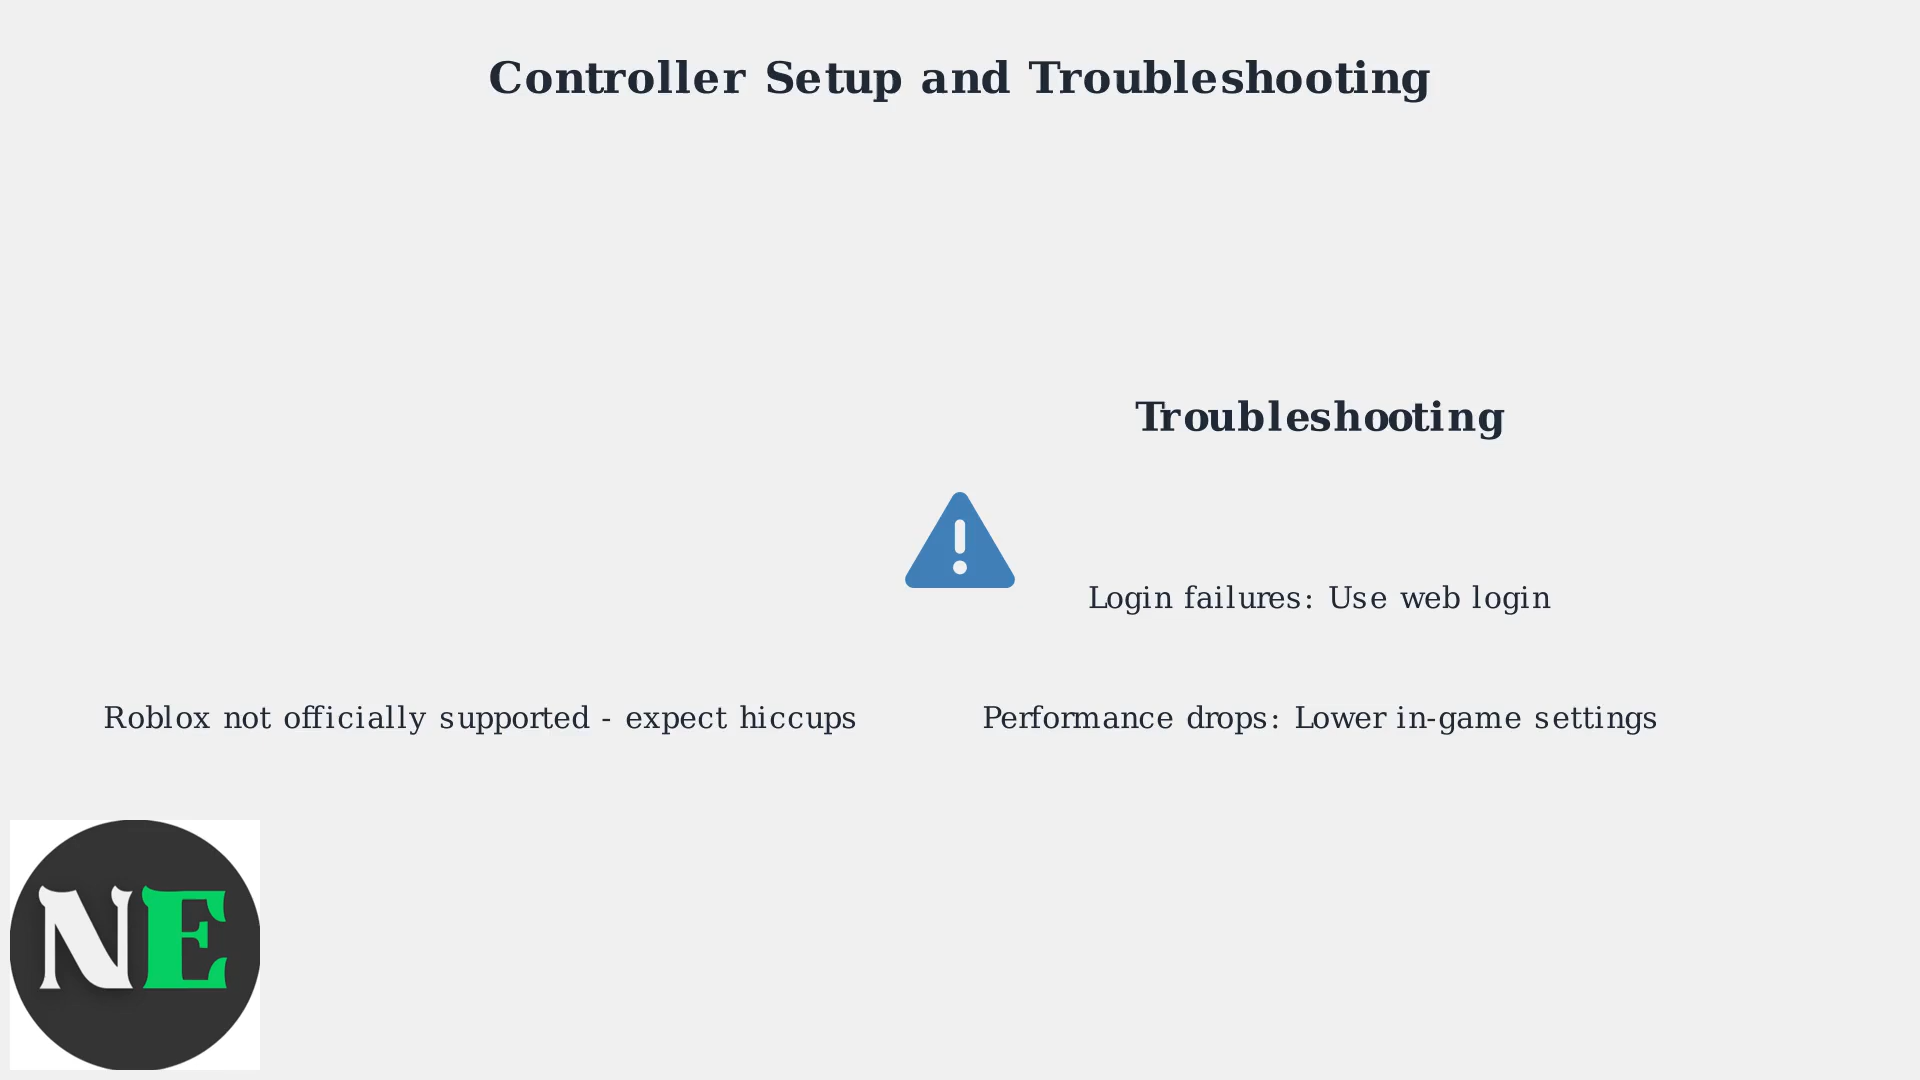 Controller Setup and Troubleshooting
Troubleshooting
Login failures: Use web login
Roblox not officially supported - expect hiccups
Performance drops: Lower in-game settings
NE